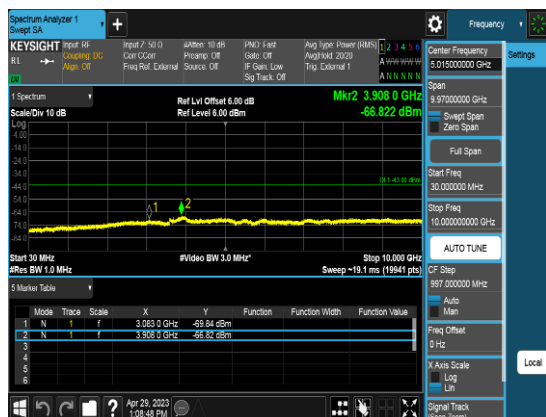 Spectrum Analyzer 1
Swept SA
Frequency
KEYSIGHT
RL
LXI
Input: RF
Coupling: DC
Align: Off
Input Z: 50 Ω
Corr CCorr
Freq Ref: External
#Atten: 10 dB
Preamp: Off
Source: Off
PNO: Fast
Gate: Off
IF Gain: Low
Sig Track: Off
Avg Type: Power (RMS)
Avg|Hold: 20/20
Trig: External 1
1 2 3 4 5 6
A W W W W W
A N N N N N
1 Spectrum
Scale/Div 10 dB
Ref Lvl Offset 6.00 dB
Ref Level 6.00 dBm
Mkr2 3.908 0 GHz
-66.822 dBm
Log
-4.00
-14.0
-24.0
-34.0
-44.0
-54.0
-64.0
-74.0
-84.0
DL1 -43.00 dBm
1
2
Start 30 MHz
#Res BW 1.0 MHz
#Video BW 3.0 MHz*
Stop 10.000 GHz
Sweep ~19.1 ms (19941 pts)
5 Marker Table
Mode Trace Scale X Y Function Function Width Function Value
1 N 1 f 3.083 0 GHz -69.84 dBm
2 N 1 f 3.908 0 GHz -66.82 dBm
3
4
5
6
Apr 29, 2023
1:08:48 PM
Center Frequency
5.015000000 GHz
Span
9.97000000 GHz
Swept Span
Zero Span
Full Span
Start Freq
30.000000 MHz
Stop Freq
10.000000000 GHz
AUTO TUNE
CF Step
997.000000 MHz
Auto
Man
Freq Offset
0 Hz
X Axis Scale
Log
Lin
Signal Track
(Span Zoom)
Settings
Local